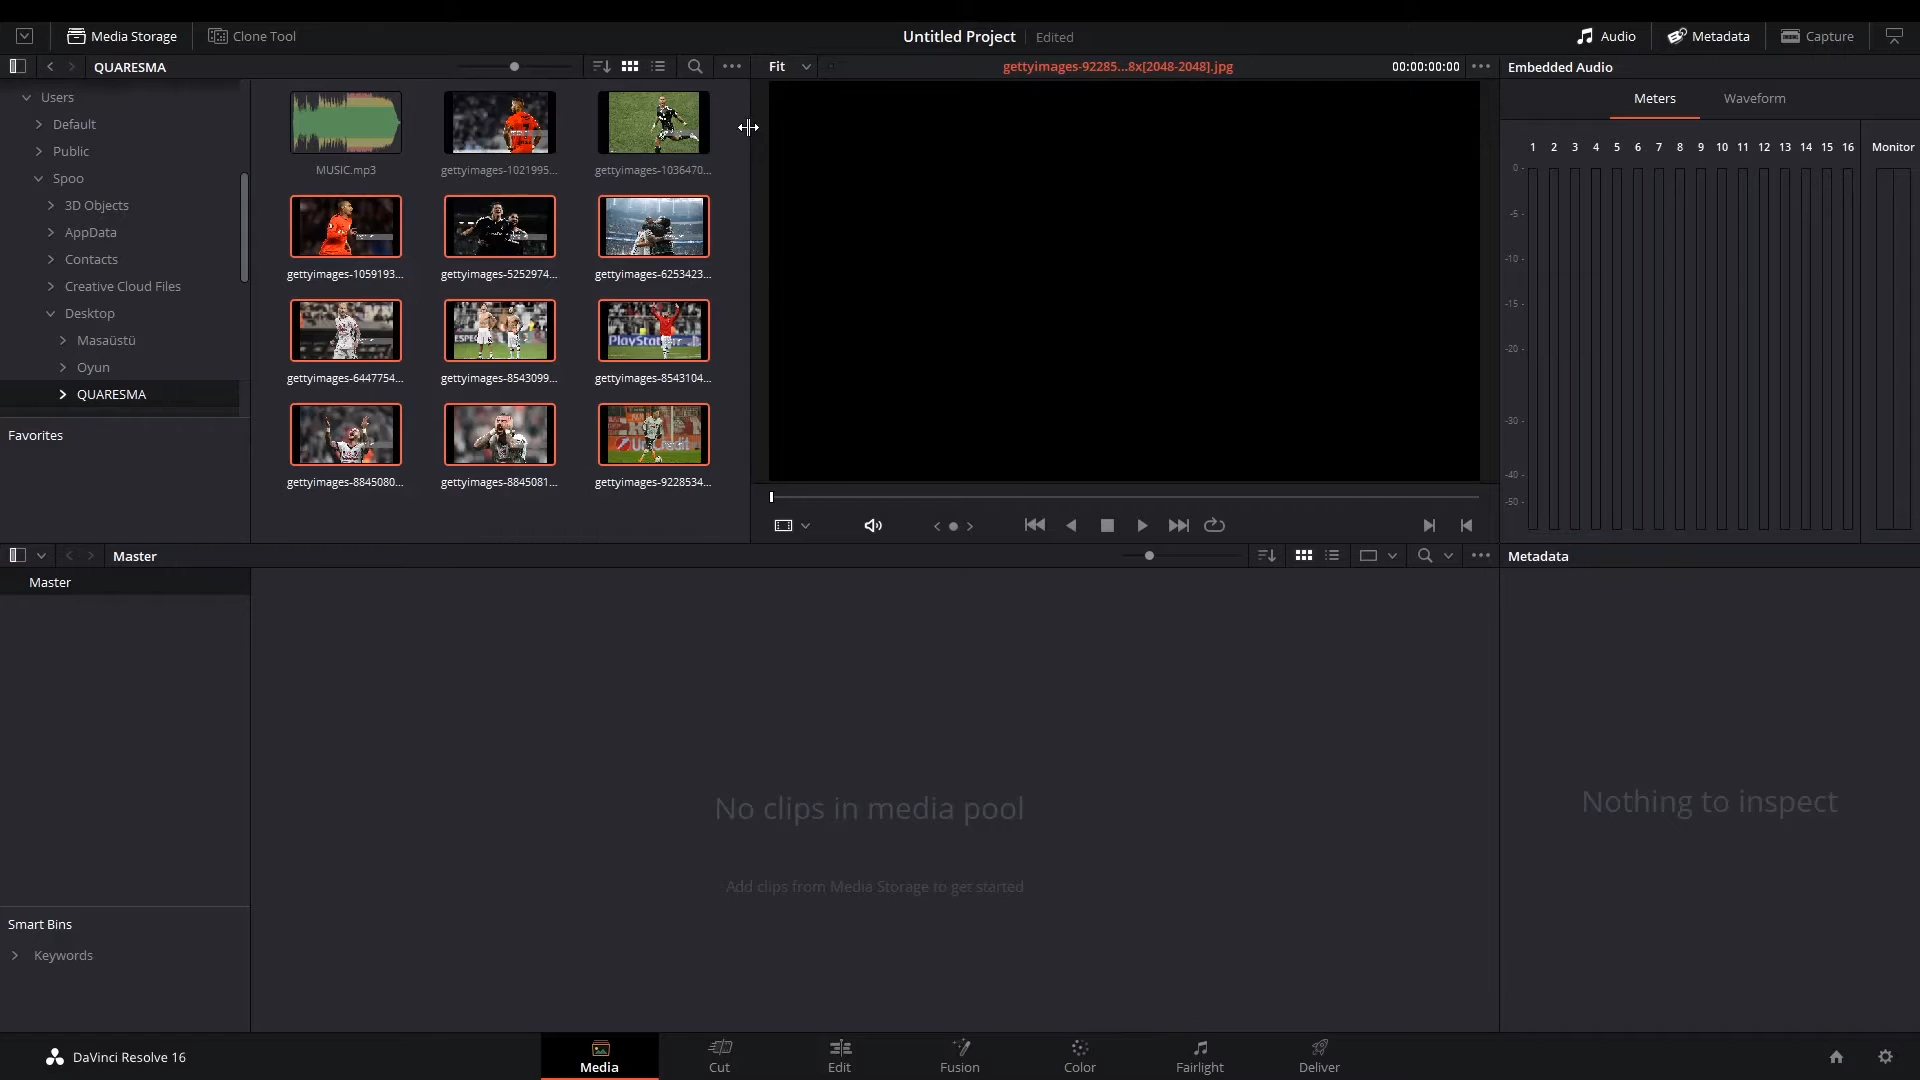 Media Storage
Clone Tool
Untitled Project
Edited
Audio
Metadata
Capture
QUARESMA
Fit
gettyimages-92285...8x[2048-2048].jpg
00:00:00:00
Embedded Audio
Users
Default
Public
Spoo
3D Objects
AppData
Contacts
Creative Cloud Files
Desktop
Masaüstü
Oyun
QUARESMA
Favorites
MUSIC.mp3
gettyimages-1021995...
gettyimages-1036470...
gettyimages-1059193...
gettyimages-5252974...
gettyimages-6253423...
gettyimages-6447754...
gettyimages-8543099...
gettyimages-8543104...
gettyimages-8845080...
gettyimages-8845081...
gettyimages-9228534...
Meters
Waveform
1 2 3 4 5 6 7 8 9 10 11 12 13 14 15 16 Monitor
0
-5
-10
-15
-20
-30
-40
-50
Master
Metadata
Master
No clips in media pool
Add clips from Media Storage to get started
Nothing to inspect
Smart Bins
Keywords
DaVinci Resolve 16
Media
Cut
Edit
Fusion
Color
Fairlight
Deliver